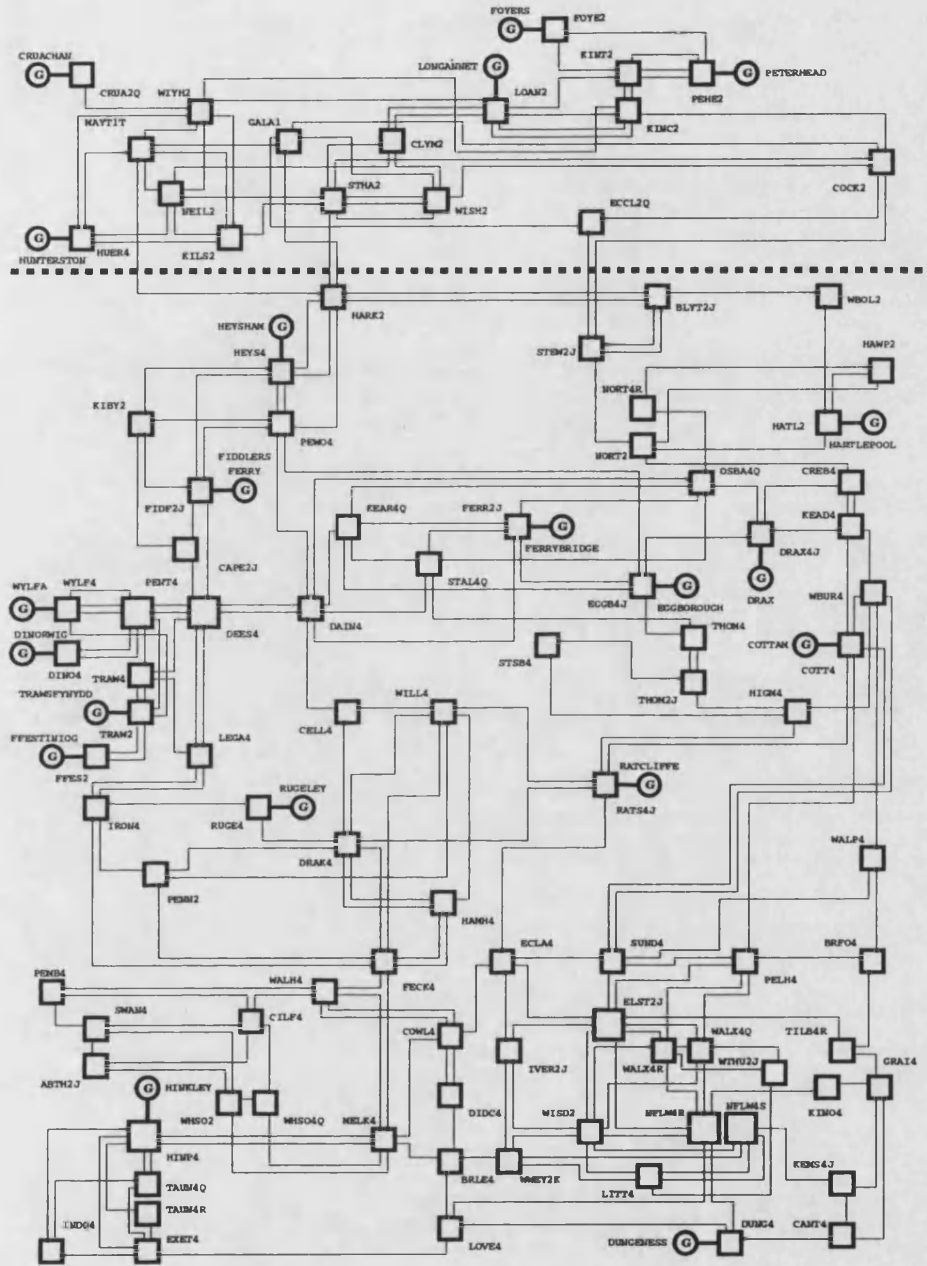 FOYERS
FOYE2
G
CRUACHAN
G
CRUA2Q
WIYH2
LONGANNET
G
LOAN2
KINT2
PEHE2
G
PETERHEAD
MAYT1T
GALA1
CLYM2
KINC2
COCK2
NEIL2
STHA2
WISH2
ECCL2Q
G
HUNTERSTON
HUER4
KILS2
HARK2
BLYT2J
WBOL2
HEYSHAM
G
HEYS4
STEW2J
HAWP2
NORT4R
KIBY2
PEWO4
HATL2
G
HARTLEPOOL
NORT2
FIDDLERS
FERRY
G
FIDF2J
OSBA4Q
CREB4
KEAR4Q
FERR2J
G
FERRYBRIDGE
KEAD4
DRAX4J
G
DRAX
CAPE2J
STAL4Q
EGGB4J
G
EGGBOROUGH
WYLFA
G
WYLF4
PENT4
DEES4
DAIN4
WBUR4
THOM4
DINORWIG
G
DINO4
STSB4
COTTAM
G
COTT4
TRAW4
THOM2J
TRAWSFYNYDD
G
TRAW2
CELL4
WILL4
HIGM4
FFESTINIOG
G
FFES2
LEGA4
RATCLIFFE
G
RATS4J
RUGELEY
G
RUGE4
IRON4
DRAK4
WALP4
PENN2
HAMH4
FECK4
ECLA4
SUND4
PELH4
BRFO4
PEMB4
WALH4
SWAN4
CILF4
COWL4
ELST2J
WALX4Q
TILB4R
ABTH2J
IVER2J
WALX4R
WTHU2J
GRAI4
HINKLEY
G
WHSO2
WHSO4Q
DIDC4
KINO4
HINP4
MELK4
WISD2
NFLW4R
NFLW4S
TAUN4Q
BRLE4
WWEY2K
LITT4
KEMS4J
TAUN4R
INDQ4
EXET4
LOVE4
DUNGENESS
G
DUNG4
CANT4